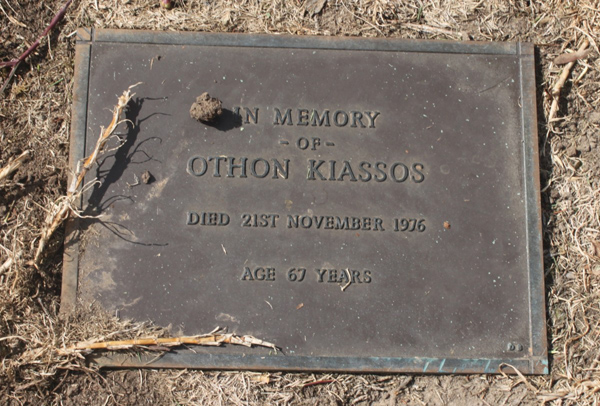 IN MEMORY
- OF -
OTHON KIASSOS
DIED 21ST NOVEMBER 1976
AGE 67 YEARS